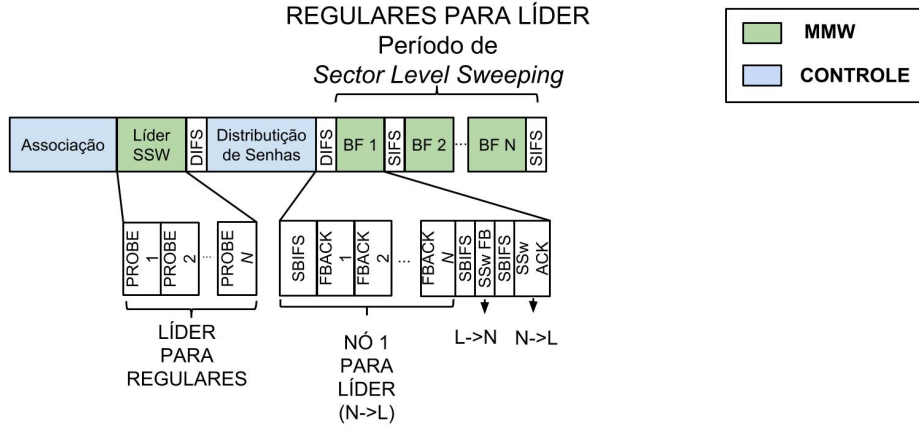 REGULARES PARA LÍDER
Período de
Sector Level Sweeping
MMW
CONTROLE
Associação
Líder
SSW
DIFS
Distributição
de Senhas
DIFS
BF 1
SIFS
BF 2
...
BF N
SIFS
PROBE
1
PROBE
2
...
PROBE
N
SBIFS
FBACK
1
FBACK
2
...
FBACK
N
SBIFS
SSw FB
SBIFS
SSw
ACK
LÍDER
PARA
REGULARES
NÓ 1
PARA
LÍDER
(N->L)
L->N
N->L